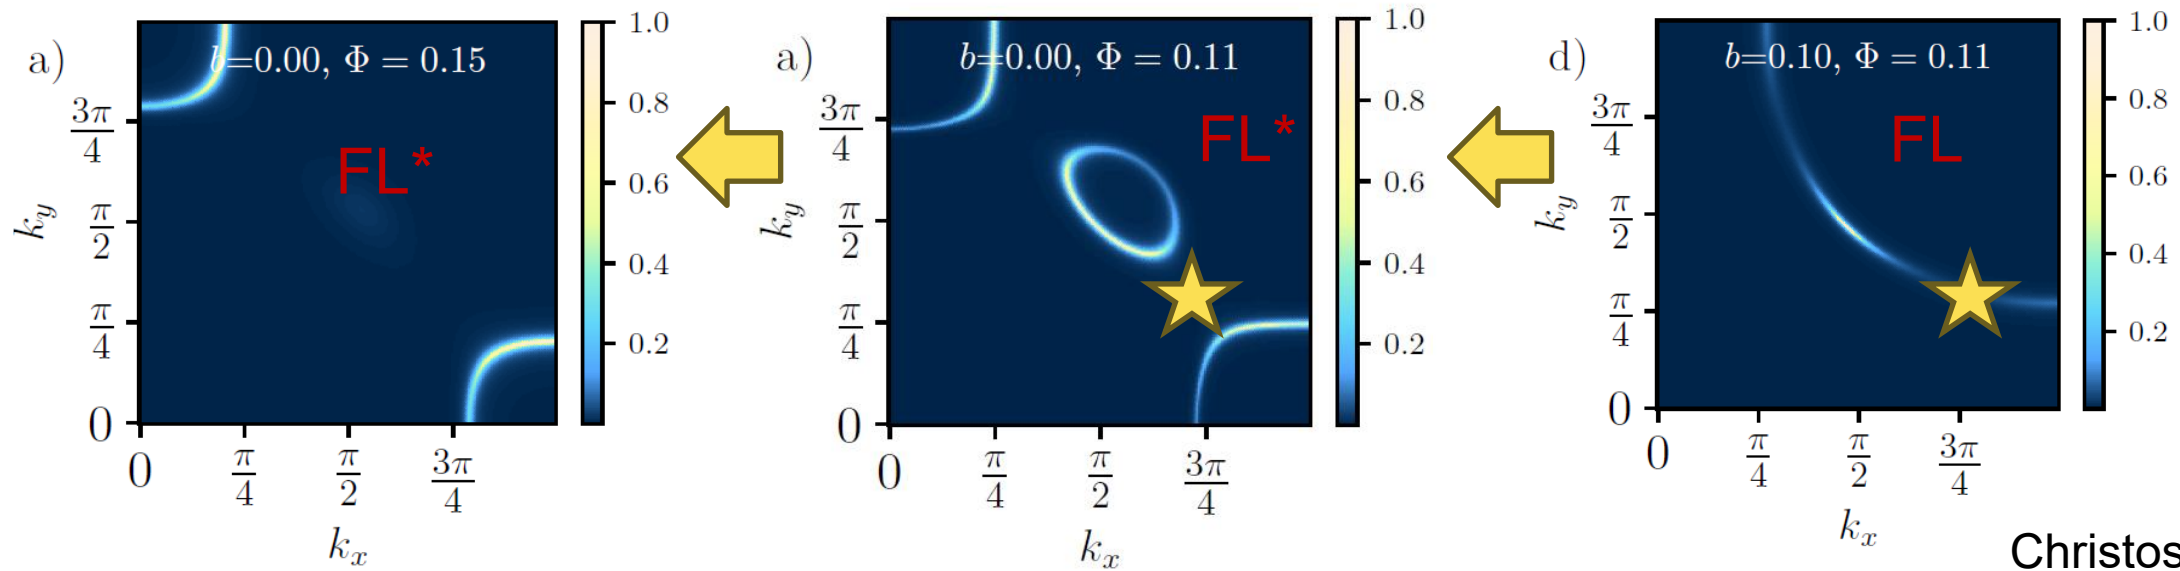 a)
b=0.00, Φ = 0.15
FL*
3π/4
π/2
π/4
0
k_y
0 π/4 π/2 3π/4
k_x
1.0
0.8
0.6
0.4
0.2
a)
b=0.00, Φ = 0.11
FL*
3π/4
π/2
π/4
0
k_y
0 π/4 π/2 3π/4
k_x
1.0
0.8
0.6
0.4
0.2
d)
b=0.10, Φ = 0.11
FL
3π/4
π/2
π/4
0
k_y
0 π/4 π/2 3π/4
k_x
1.0
0.8
0.6
0.4
0.2
Christos